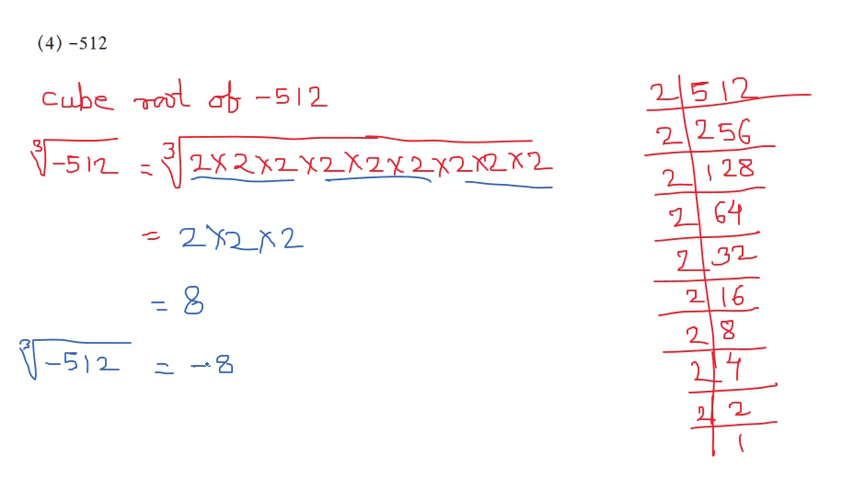 (4) -512
cube root of -512
∛-512 = ∛2×2×2×2×2×2×2×2×2
= 2×2×2
= 8
∛-512 = -8
2 | 512
2 | 256
2 | 128
2 | 64
2 | 32
2 | 16
2 | 8
2 | 4
2 | 2
| 1